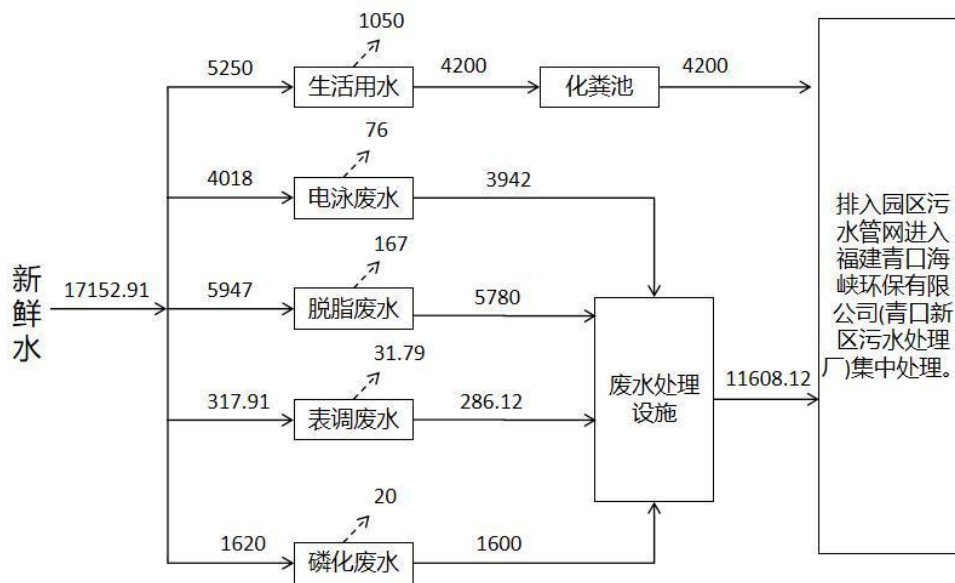 1050
5250
生活用水
4200
化粪池
4200
76
4018
电泳废水
3942
新鲜水
17152.91
167
5947
脱脂废水
5780
31.79
317.91
表调废水
286.12
废水处理
设施
11608.12
20
1620
磷化废水
1600
排入园区污
水管网进入
福建青口海
峡环保有限
公司(青口新
区污水处理
厂)集中处理。